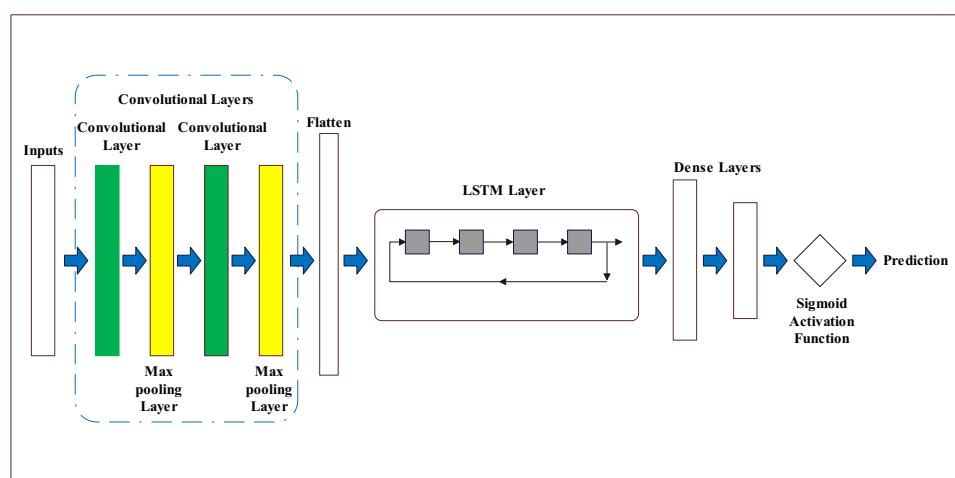 Convolutional Layers
Convolutional
Layer
Convolutional
Layer
Flatten
Inputs
Dense Layers
LSTM Layer
Prediction
Sigmoid
Activation
Function
Max
pooling
Layer
Max
pooling
Layer